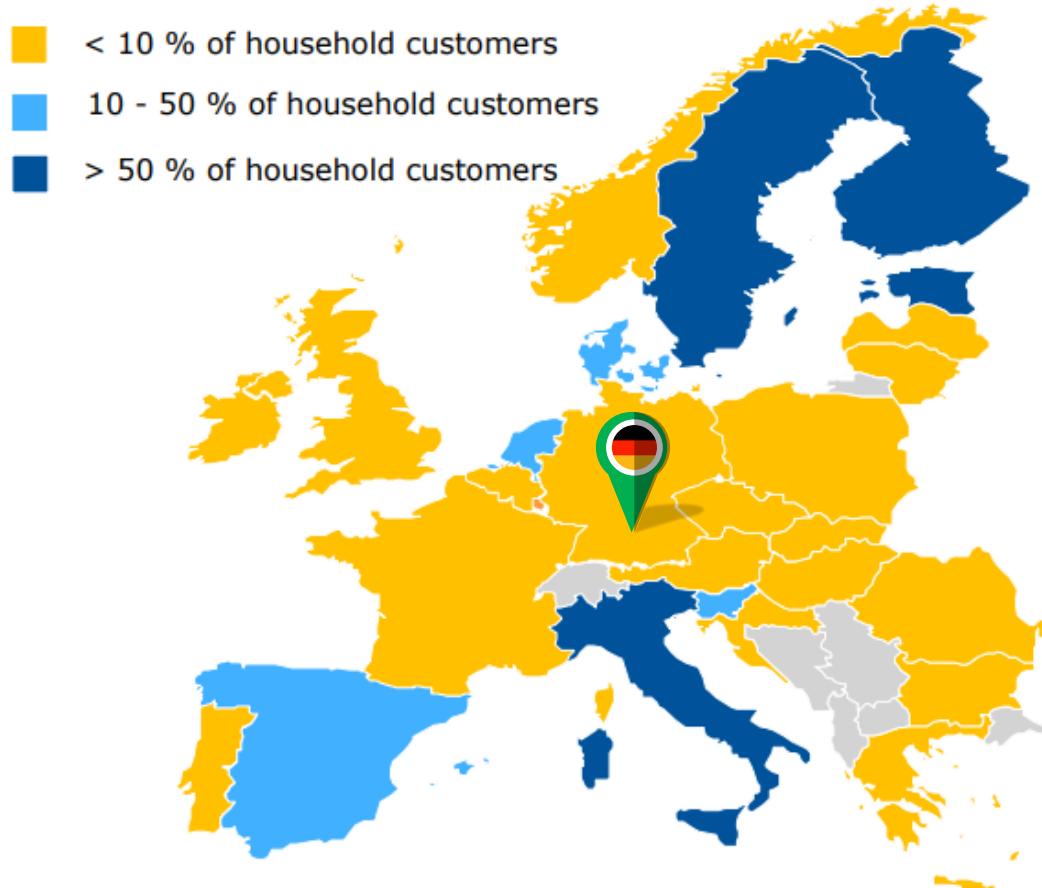 < 10 % of household customers
10 - 50 % of household customers
> 50 % of household customers